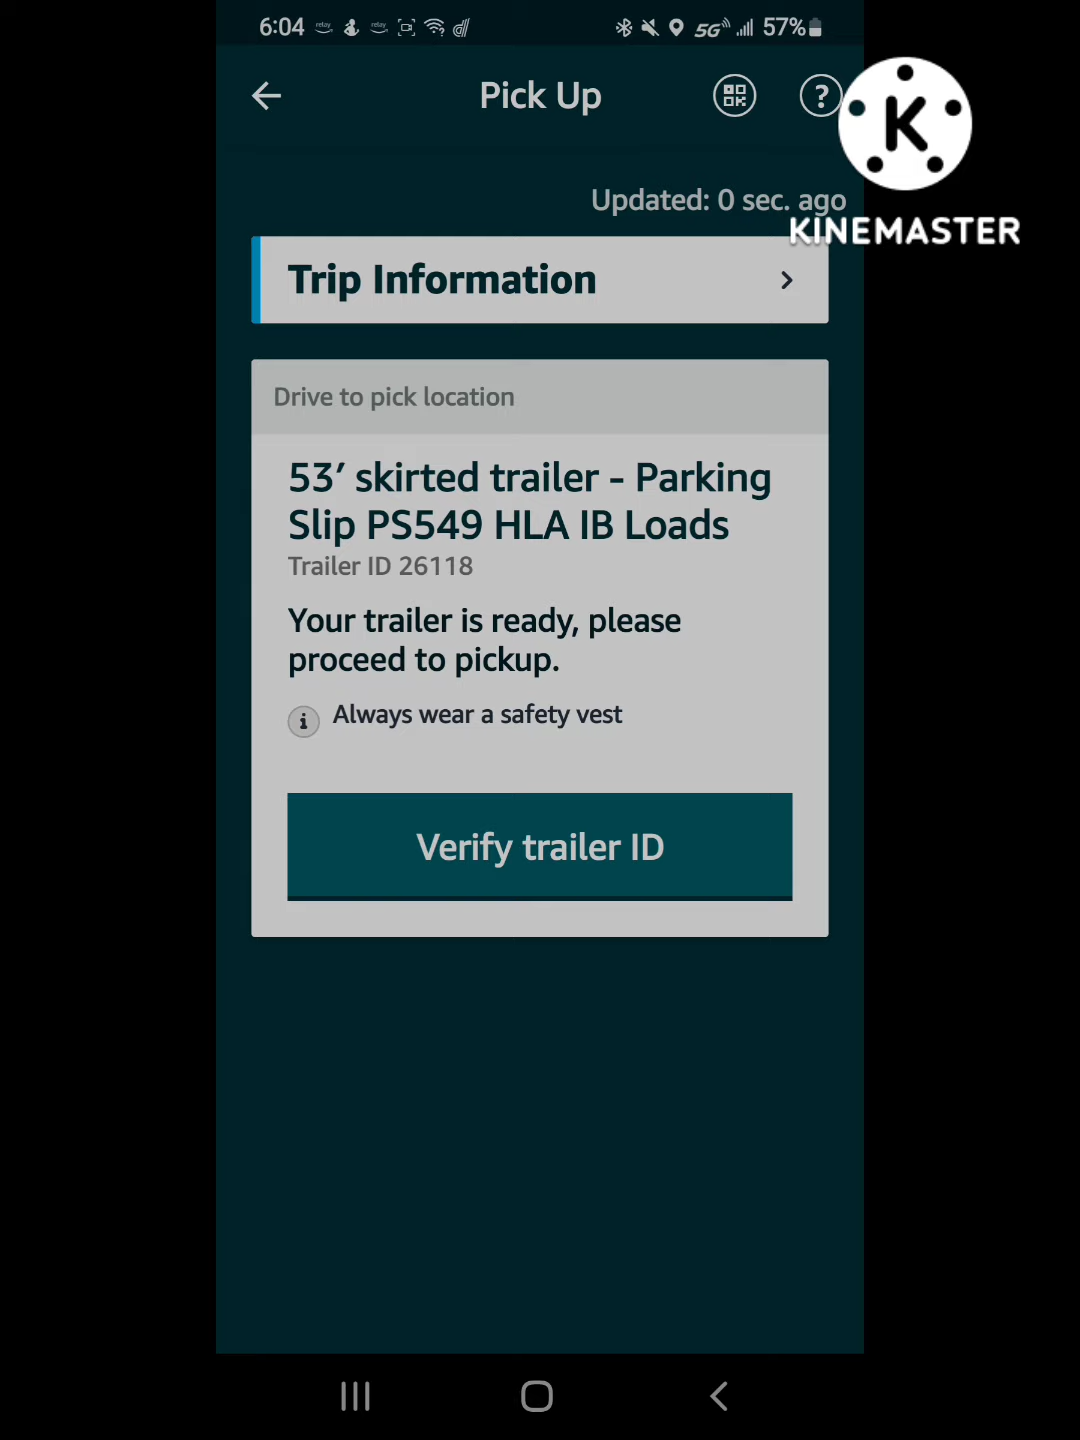 6:04 relay relay 5G 57%
Pick Up
?
K
KINEMASTER
Updated: 0 sec. ago
Trip Information
Drive to pick location
53′ skirted trailer - Parking
Slip PS549 HLA IB Loads
Trailer ID 26118
Your trailer is ready, please
proceed to pickup.
i Always wear a safety vest
Verify trailer ID